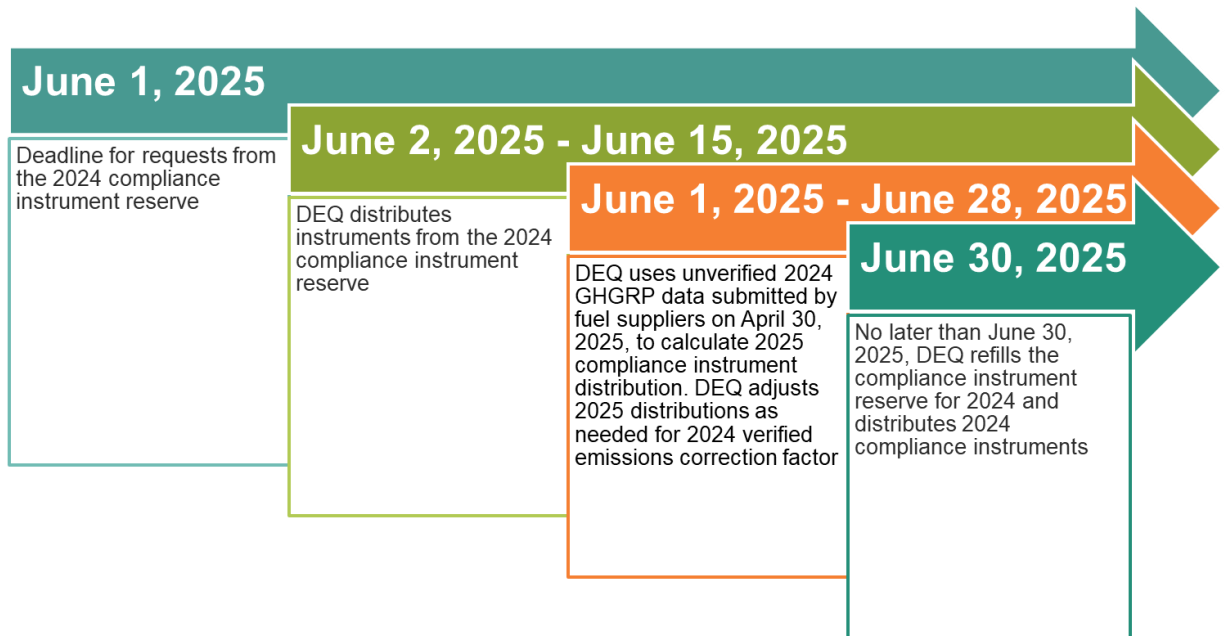 June 1, 2025
Deadline for requests from
the 2024 compliance
instrument reserve
June 2, 2025 - June 15, 2025
DEQ distributes
instruments from the 2024
compliance instrument
reserve
June 1, 2025 - June 28, 2025
DEQ uses unverified 2024
GHGRP data submitted by
fuel suppliers on April 30,
2025, to calculate 2025
compliance instrument
distribution. DEQ adjusts
2025 distributions as
needed for 2024 verified
emissions correction factor
June 30, 2025
No later than June 30,
2025, DEQ refills the
compliance instrument
reserve for 2024 and
distributes 2024
compliance instruments